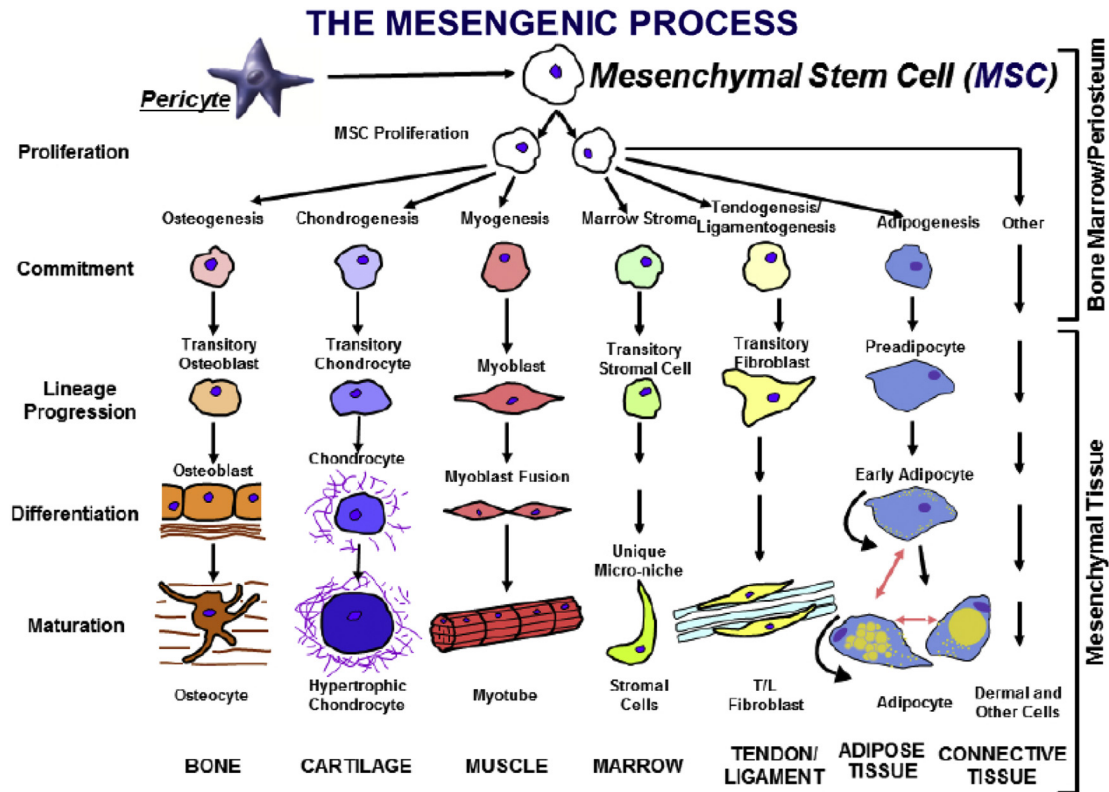 THE MESENGENIC PROCESS
Pericyte
Mesenchymal Stem Cell (MSC)
MSC Proliferation
Proliferation
Osteogenesis
Chondrogenesis
Myogenesis
Marrow Stroma
Tendogenesis/
Ligamentogenesis
Adipogenesis
Other
Commitment
Transitory
Osteoblast
Transitory
Chondrocyte
Myoblast
Transitory
Stromal Cell
Transitory
Fibroblast
Preadipocyte
Lineage
Progression
Osteoblast
Chondrocyte
Myoblast Fusion
Early Adipocyte
Differentiation
Unique
Micro-niche
Maturation
Osteocyte
Hypertrophic
Chondrocyte
Myotube
Stromal
Cells
T/L
Fibroblast
Adipocyte
Dermal and
Other Cells
BONE
CARTILAGE
MUSCLE
MARROW
TENDON/
LIGAMENT
ADIPOSE
TISSUE
CONNECTIVE
TISSUE
Bone Marrow/Periosteum
Mesenchymal Tissue